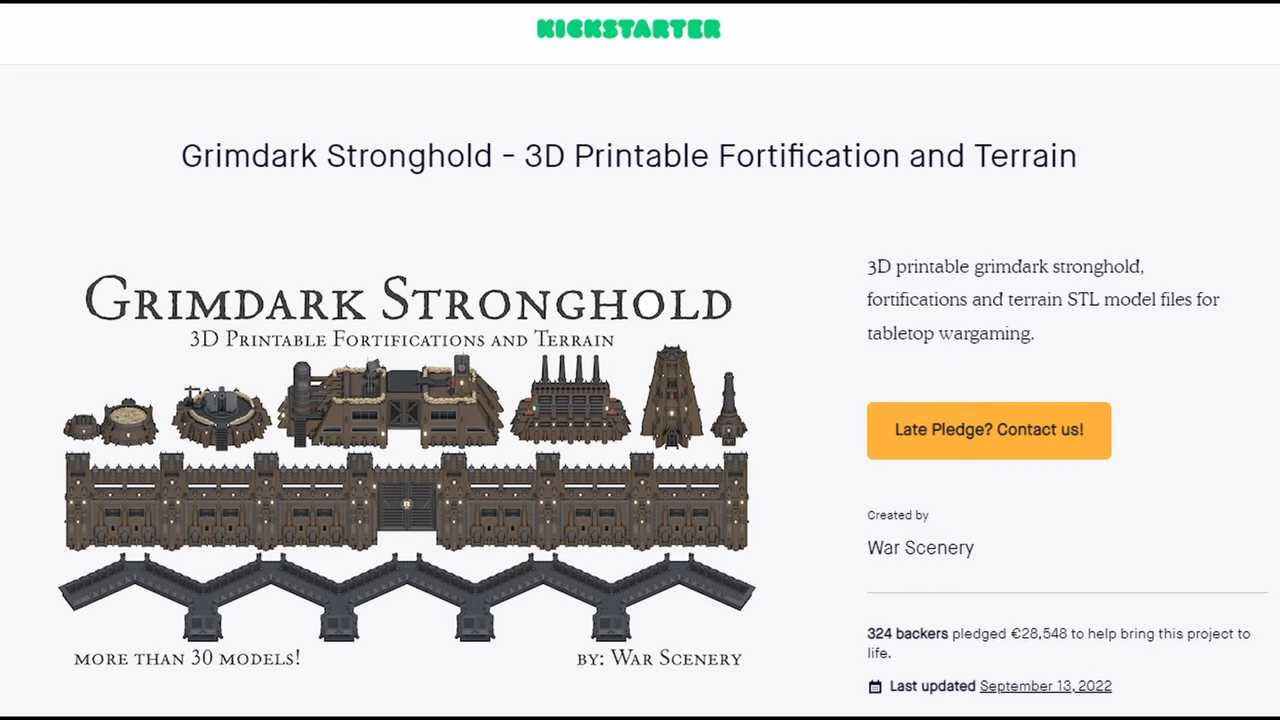 KICKSTARTER
Grimdark Stronghold - 3D Printable Fortification and Terrain
Grimdark Stronghold
3D Printable Fortifications and Terrain
more than 30 models!
by: War Scenery
3D printable grimdark stronghold,
fortifications and terrain STL model files for
tabletop wargaming.
Late Pledge? Contact us!
Created by
War Scenery
324 backers pledged €28,548 to help bring this project to
life.
Last updated September 13, 2022